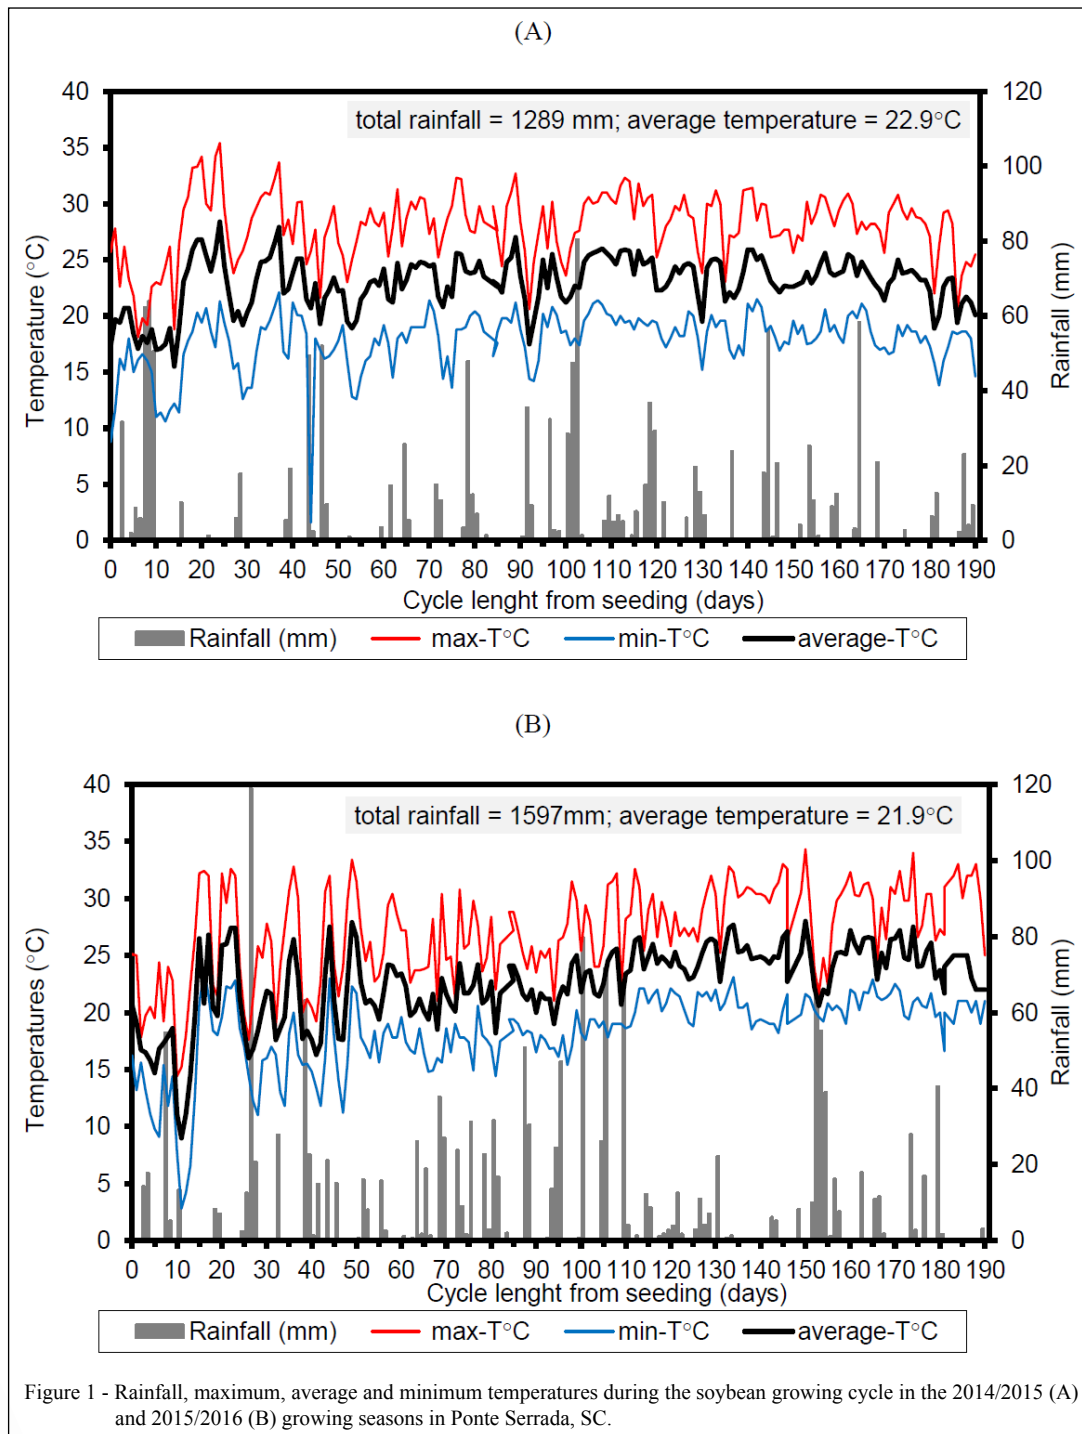 (A)
total rainfall = 1289 mm; average temperature = 22.9°C
Temperature (°C)
40
35
30
25
20
15
10
5
0
120
100
80
60
40
20
0
Rainfall (mm)
0 10 20 30 40 50 60 70 80 90 100 110 120 130 140 150 160 170 180 190
Cycle lenght from seeding (days)
Rainfall (mm) max-T°C min-T°C average-T°C
(B)
total rainfall = 1597mm; average temperature = 21.9°C
Temperatures (°C)
40
35
30
25
20
15
10
5
0
120
100
80
60
40
20
0
Rainfall (mm)
0 10 20 30 40 50 60 70 80 90 100 110 120 130 140 150 160 170 180 190
Cycle lenght from seeding (days)
Rainfall (mm) max-T°C min-T°C average-T°C
Figure 1 - Rainfall, maximum, average and minimum temperatures during the soybean growing cycle in the 2014/2015 (A)
and 2015/2016 (B) growing seasons in Ponte Serrada, SC.